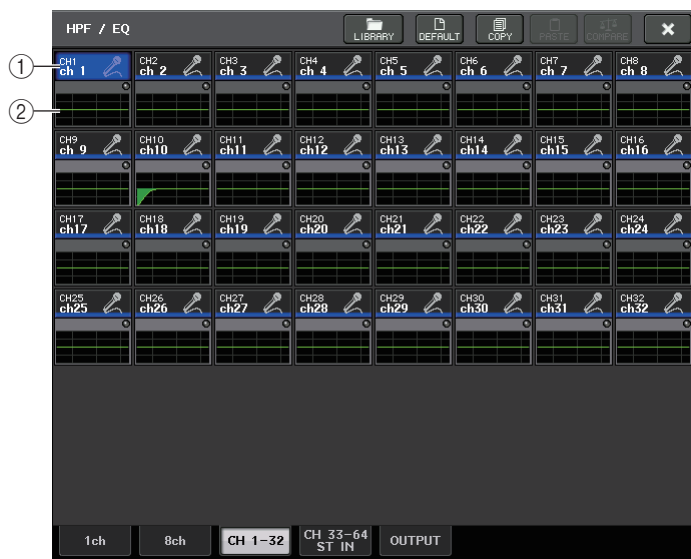 HPF / EQ
LIBRARY DEFAULT COPY PASTE COMPARE
①
CH1 CH2 CH3 CH4 CH5 CH6 CH7 CH8
ch 1 ch 2 ch 3 ch 4 ch 5 ch 6 ch 7 ch 8
②
CH9 CH10 CH11 CH12 CH13 CH14 CH15 CH16
ch 9 ch10 ch11 ch12 ch13 ch14 ch15 ch16
CH17 CH18 CH19 CH20 CH21 CH22 CH23 CH24
ch17 ch18 ch19 ch20 ch21 ch22 ch23 ch24
CH25 CH26 CH27 CH28 CH29 CH30 CH31 CH32
ch25 ch26 ch27 ch28 ch29 ch30 ch31 ch32
1ch 8ch CH 1-32 CH 33-64 OUTPUT
ST IN